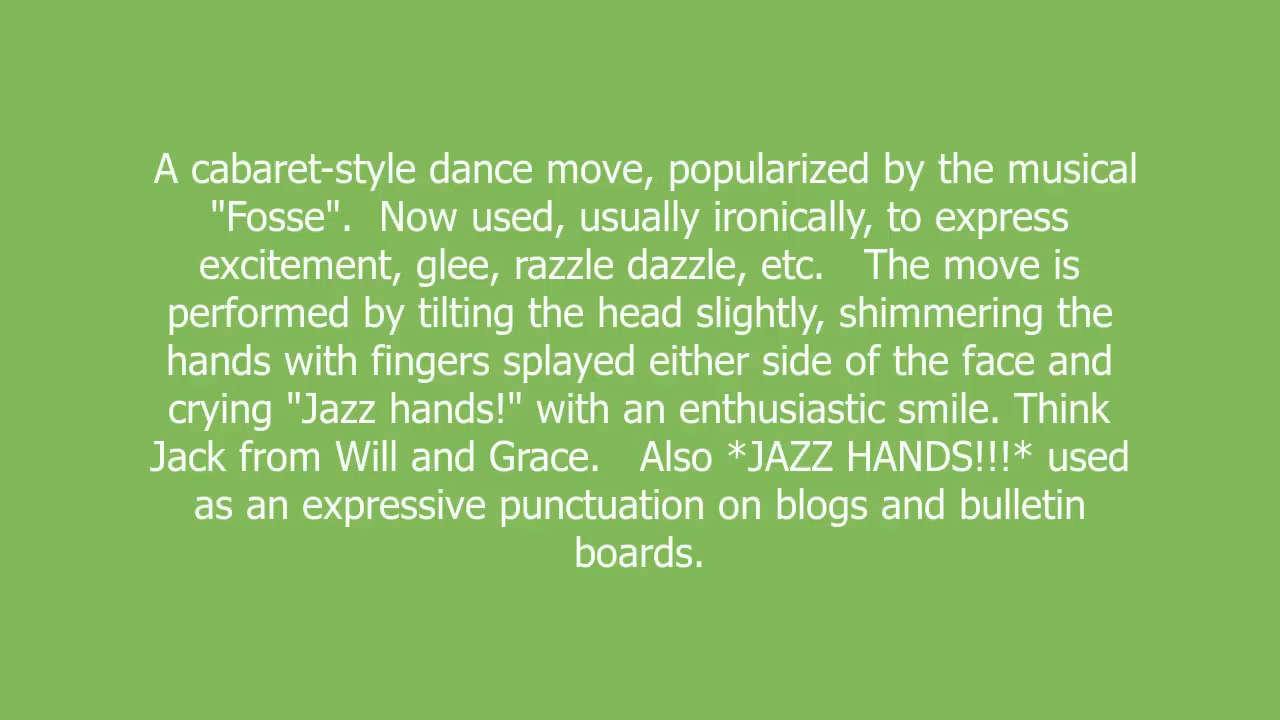 A cabaret-style dance move, popularized by the musical
"Fosse".  Now used, usually ironically, to express
excitement, glee, razzle dazzle, etc.   The move is
performed by tilting the head slightly, shimmering the
hands with fingers splayed either side of the face and
crying "Jazz hands!" with an enthusiastic smile. Think
Jack from Will and Grace.   Also *JAZZ HANDS!!!* used
as an expressive punctuation on blogs and bulletin
boards.